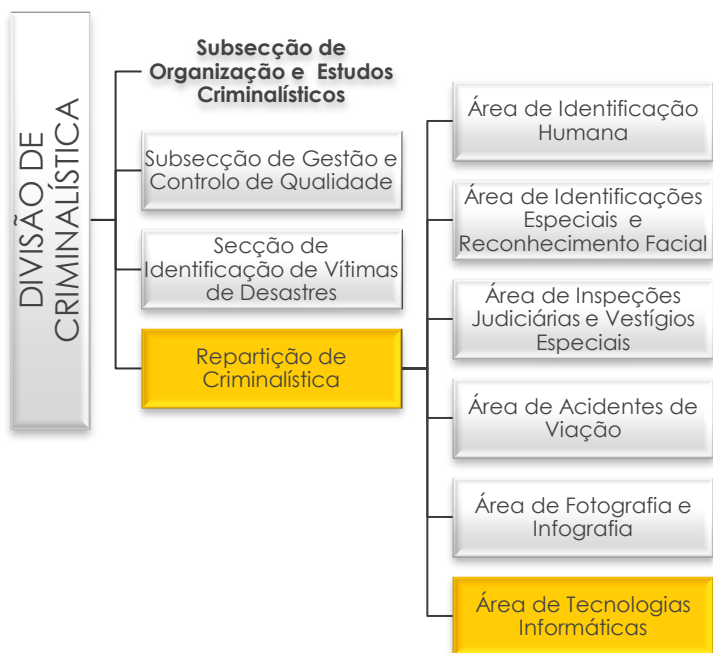 DIVISÃO DE
CRIMINALÍSTICA
Subsecção de
Organização e Estudos
Criminalísticos
Subsecção de Gestão e
Controlo de Qualidade
Secção de
Identificação de Vítimas
de Desastres
Repartição de
Criminalística
Área de Identificação
Humana
Área de Identificações
Especiais e
Reconhecimento Facial
Área de Inspeções
Judiciárias e Vestígios
Especiais
Área de Acidentes de
Viação
Área de Fotografia e
Infografia
Área de Tecnologias
Informáticas